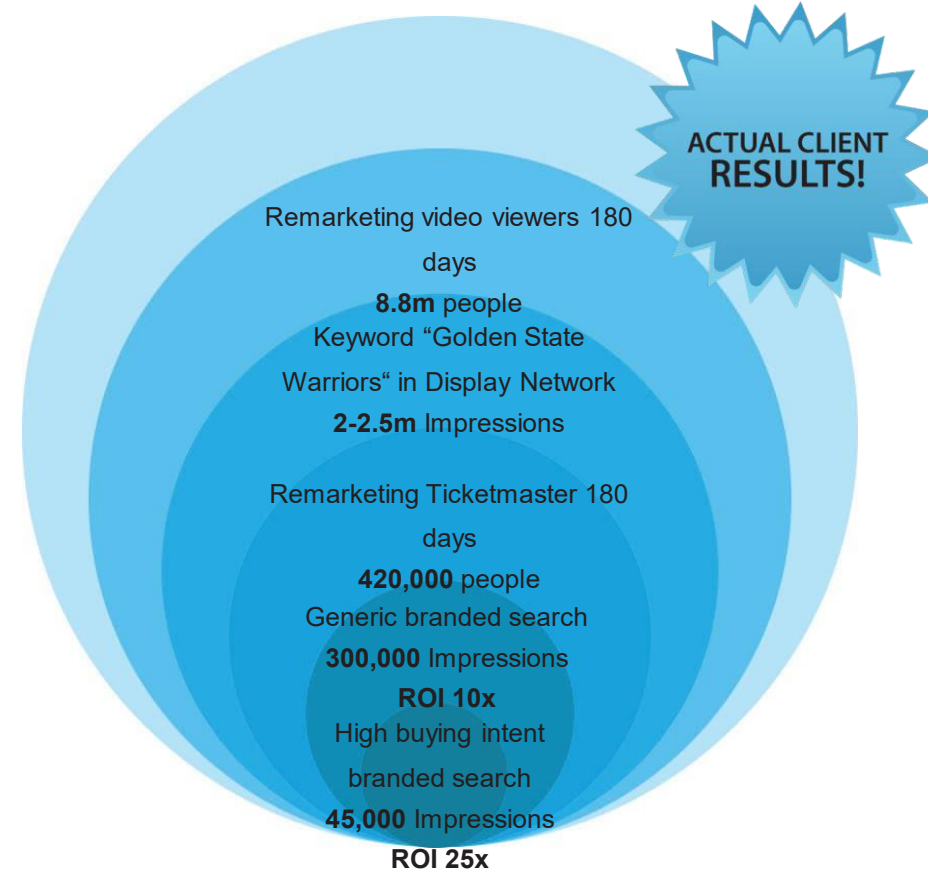 ACTUAL CLIENT
RESULTS!
Remarketing video viewers 180
days
8.8m people
Keyword “Golden State
Warriors“ in Display Network
2-2.5m Impressions
Remarketing Ticketmaster 180
days
420,000 people
Generic branded search
300,000 Impressions
ROI 10x
High buying intent
branded search
45,000 Impressions
ROI 25x